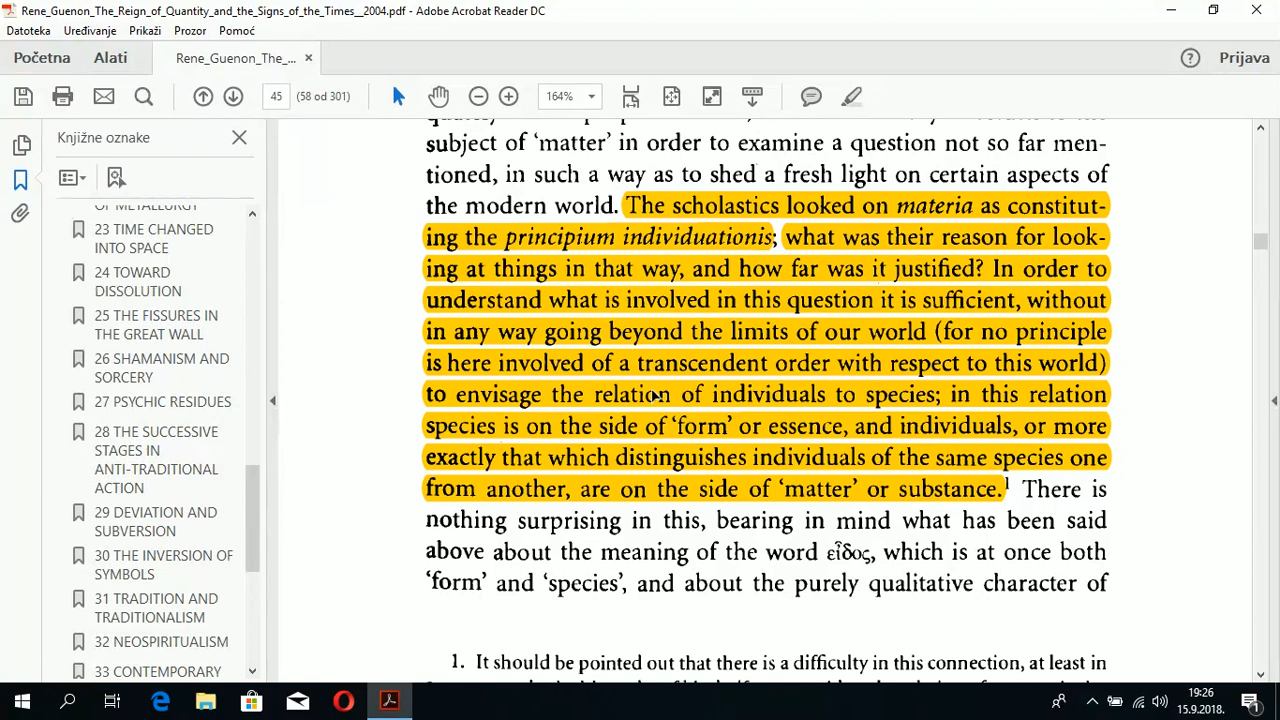 Rene_Guenon_The_Reign_of_Quantity_and_the_Signs_of_the_Times__2004.pdf - Adobe Acrobat Reader DC
Datoteka Uređivanje Prikaži Prozor Pomoć
Početna Alati Rene_Guenon_The_... × Prijava
45 (58 od 301) 164%
Knjižne oznake
OF METALLURGY
23 TIME CHANGED
INTO SPACE
24 TOWARD
DISSOLUTION
25 THE FISSURES IN
THE GREAT WALL
26 SHAMANISM AND
SORCERY
27 PSYCHIC RESIDUES
28 THE SUCCESSIVE
STAGES IN
ANTI-TRADITIONAL
ACTION
29 DEVIATION AND
SUBVERSION
30 THE INVERSION OF
SYMBOLS
31 TRADITION AND
TRADITIONALISM
32 NEOSPIRITUALISM
33 CONTEMPORARY
subject of ‘matter’ in order to examine a question not so far men-
tioned, in such a way as to shed a fresh light on certain aspects of
the modern world. The scholastics looked on materia as constitut-
ing the principium individuationis; what was their reason for look-
ing at things in that way, and how far was it justified? In order to
understand what is involved in this question it is sufficient, without
in any way going beyond the limits of our world (for no principle
is here involved of a transcendent order with respect to this world)
to envisage the relation of individuals to species; in this relation
species is on the side of ‘form’ or essence, and individuals, or more
exactly that which distinguishes individuals of the same species one
from another, are on the side of ‘matter’ or substance.1 There is
nothing surprising in this, bearing in mind what has been said
above about the meaning of the word εἶδος, which is at once both
‘form’ and ‘species’, and about the purely qualitative character of
1. It should be pointed out that there is a difficulty in this connection, at least in
19:26
15.9.2018.